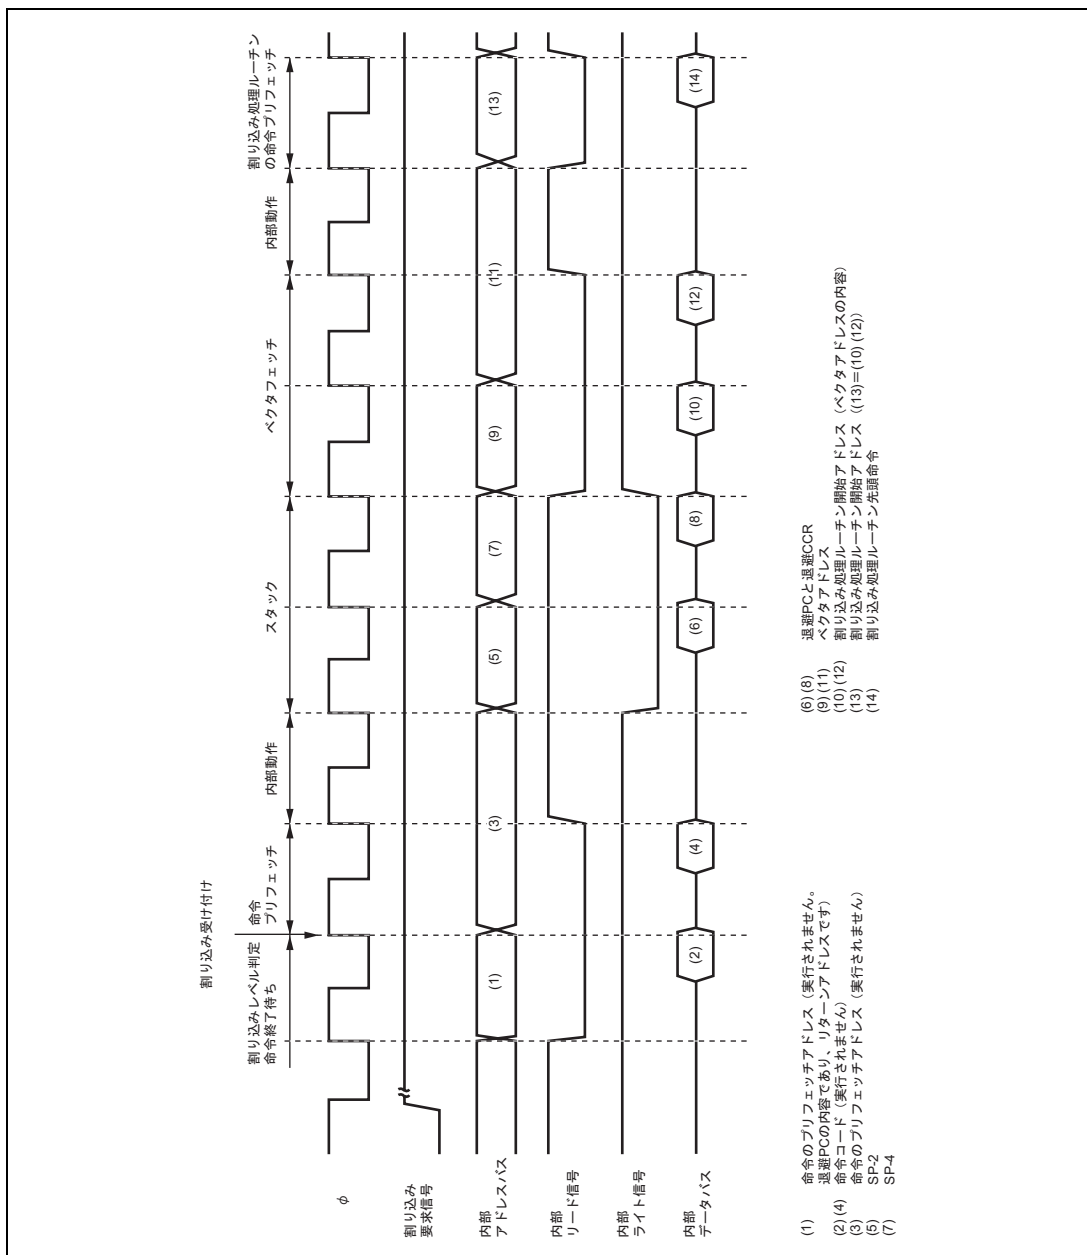 割り込み受け付け
割り込みレベル判定
命令終了待ち
命令
プリフェッチ
内部動作
スタック
ベクタフェッチ
内部動作
割り込み処理ルーチン
の命令プリフェッチ
φ
割り込み
要求信号
内部
アドレスバス
(1)
(3)
(5)
(7)
(9)
(11)
(13)
内部
リード信号
内部
ライト信号
内部
データバス
(2)
(4)
(6)
(8)
(10)
(12)
(14)
(1) 命令のプリフェッチアドレス（実行されません。
退避PCの内容であり、リターンアドレスです）
(2) (4) 命令コード（実行されません）
(3) 命令のプリフェッチアドレス（実行されません）
(5) SP-2
(7) SP-4
(6) (8) 退避PCと退避CCR
(9) (11) ベクタアドレス
(10) (12) 割り込み処理ルーチン開始アドレス（ベクタアドレスの内容）
(13) 割り込み処理ルーチン開始アドレス（(13)＝(10) (12)）
(14) 割り込み処理ルーチン先頭命令